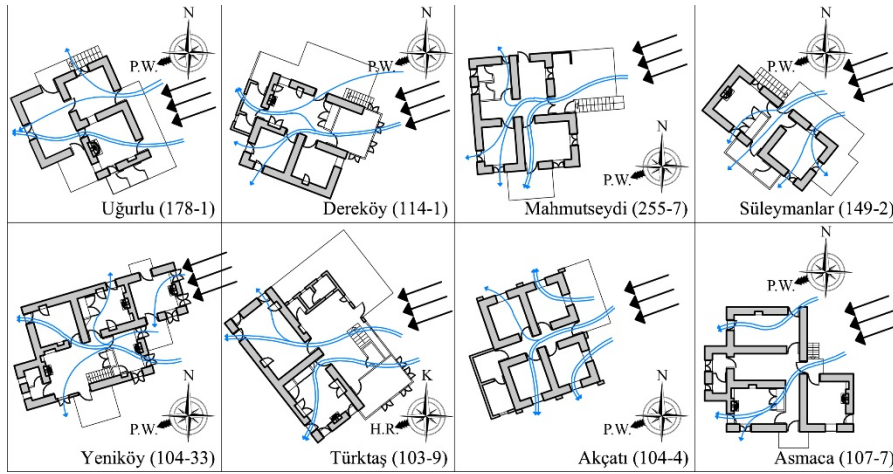 N
P.W.
Uğurlu (178-1)
N
P.W.
Dereköy (114-1)
N
P.W.
Mahmutseydi (255-7)
N
P.W.
Süleymanlar (149-2)
N
P.W.
Yeniköy (104-33)
K
H.R.
Türktaş (103-9)
N
P.W.
Akçatı (104-4)
N
P.W.
Asmaca (107-7)